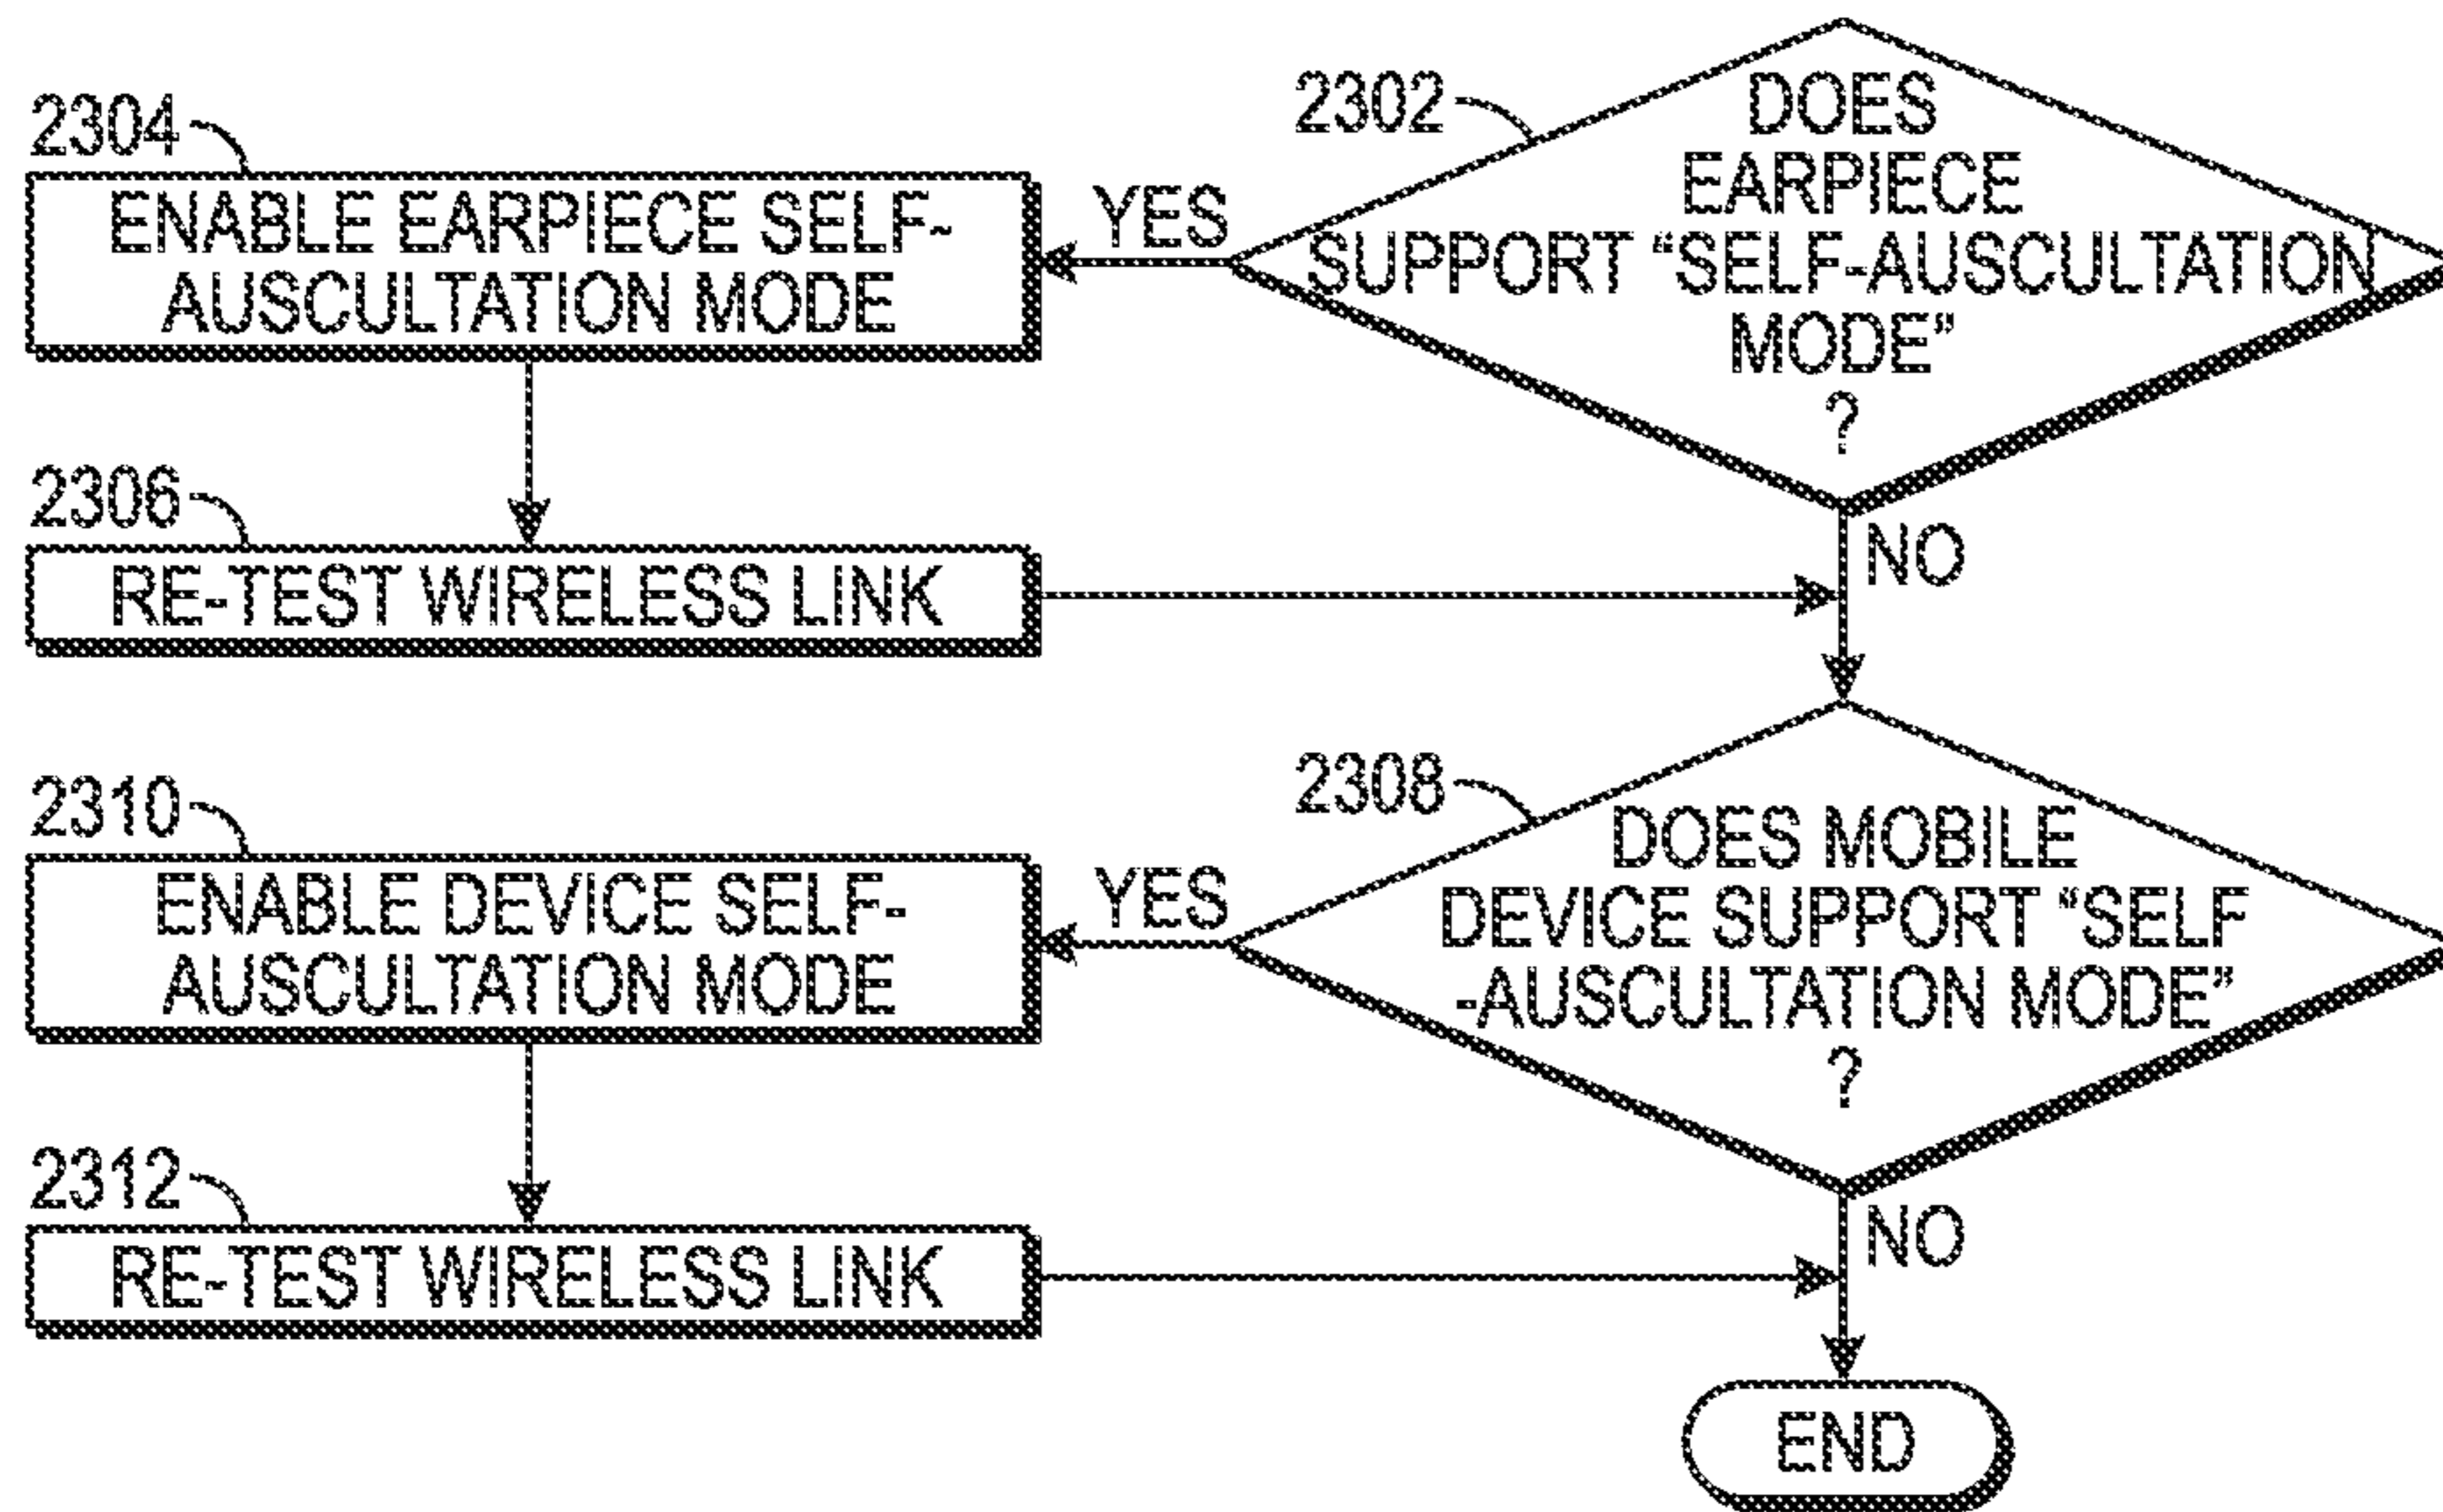 2302
DOES
EARPIECE
SUPPORT “SELF-AUSCULTATION
MODE”
?
YES
NO
2304
ENABLE EARPIECE SELF-
AUSCULTATION MODE
2306
RE-TEST WIRELESS LINK
2308
DOES MOBILE
DEVICE SUPPORT “SELF
-AUSCULTATION MODE”
?
YES
NO
2310
ENABLE DEVICE SELF-
AUSCULTATION MODE
2312
RE-TEST WIRELESS LINK
END